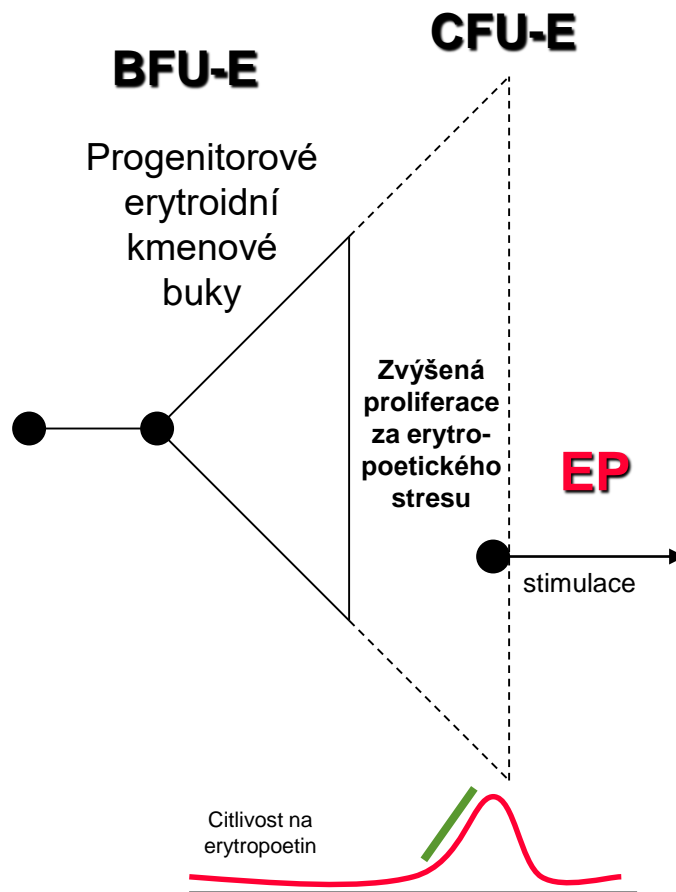 CFU-E
BFU-E
Progenitorové
erytroidní
kmenové
buky
Zvýšená
proliferace
za erytro-
poetického
stresu
EP
stimulace
Citlivost na
erytropoetin